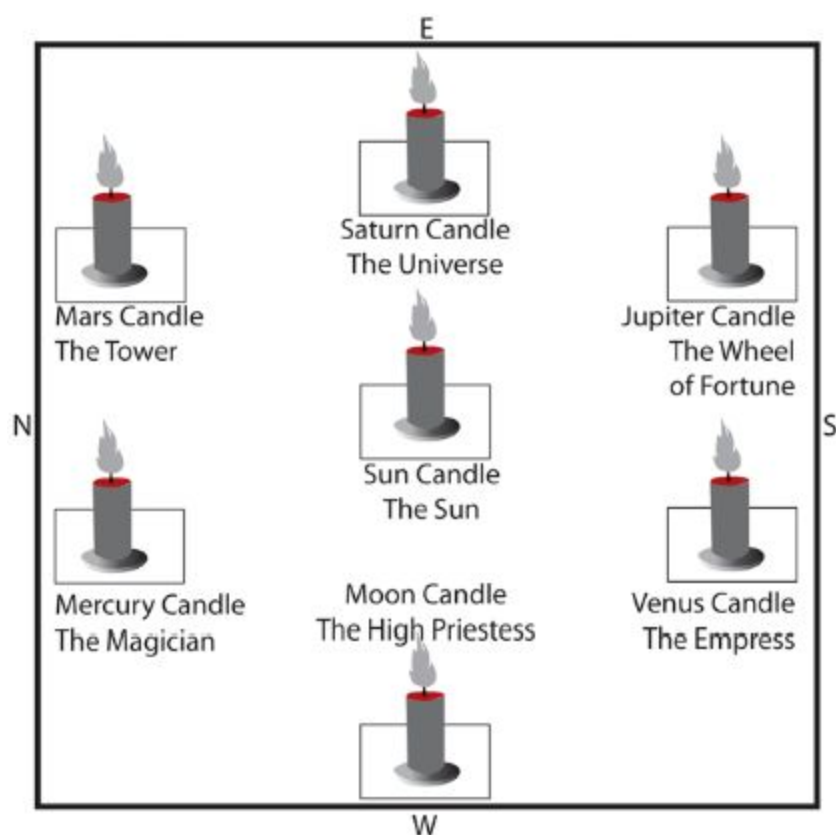 E
Saturn Candle
The Universe
Mars Candle
The Tower
Jupiter Candle
The Wheel
of Fortune
N
S
Sun Candle
The Sun
Mercury Candle
The Magician
Moon Candle
The High Priestess
Venus Candle
The Empress
W